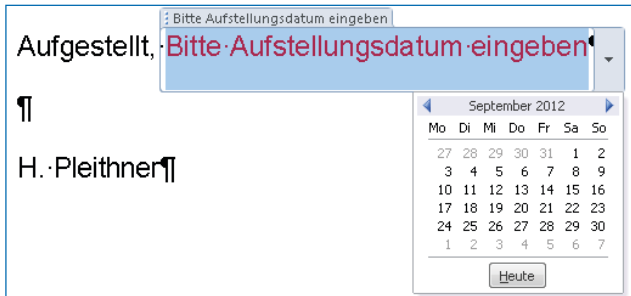 Bitte Aufstellungsdatum eingeben
Aufgestellt,·Bitte·Aufstellungsdatum·eingeben¶
¶
H.·Pleithner¶
September 2012
Mo Di Mi Do Fr Sa So
27 28 29 30 31 1 2
3 4 5 6 7 8 9
10 11 12 13 14 15 16
17 18 19 20 21 22 23
24 25 26 27 28 29 30
1 2 3 4 5 6 7
Heute